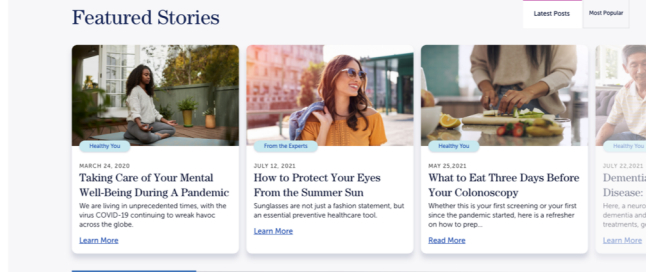 Featured Stories
Latest Posts
Most Popular
Healthy You
MARCH 24, 2020
Taking Care of Your Mental
Well-Being During A Pandemic
We are living in unprecedented times, with the
virus COVID-19 continuing to wreak havoc
across the globe.
Learn More
From the Experts
JULY 12, 2021
How to Protect Your Eyes
From the Summer Sun
Sunglasses are not just a fashion statement, but
an essential preventive healthcare tool.
Learn More
Healthy You
MAY 25,2021
What to Eat Three Days Before
Your Colonoscopy
Whether this is your first screening or your first
since the pandemic started, here is a refresher
on how to prep...
Read More
Healthy You
JULY 22,2021
Dementia
Disease:
Here, a neuro
dementia and
treatments, g
Learn More